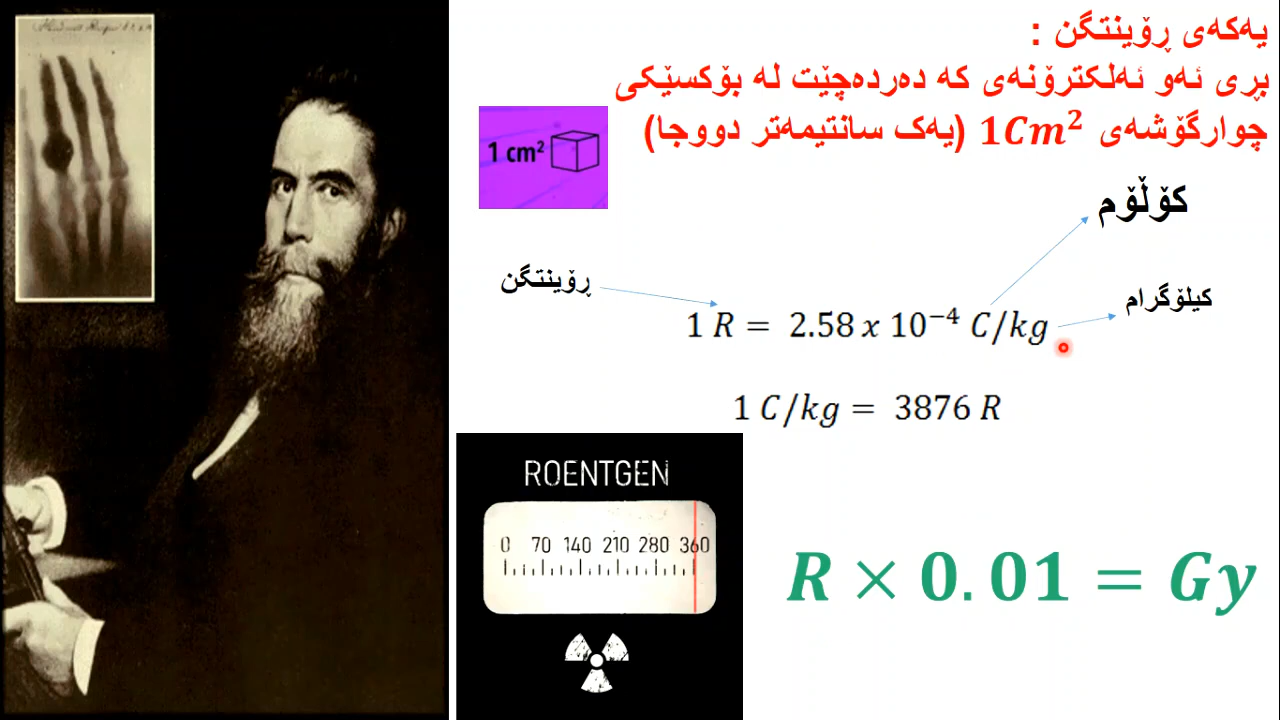 یەکەی ڕۆینتگن :
بڕی ئەو ئەلکترۆنەی کە دەردەچێت لە بۆکسێکی
چوارگۆشەی 1Cm² (یەک سانتیمەتر دووجا)
1 cm²
کۆڵۆم
ڕۆینتگن
کیلۆگرام
1 R = 2.58 x 10⁻⁴ C/kg
1 C/kg = 3876 R
ROENTGEN
0 70 140 210 280 360
R × 0.01 = Gy